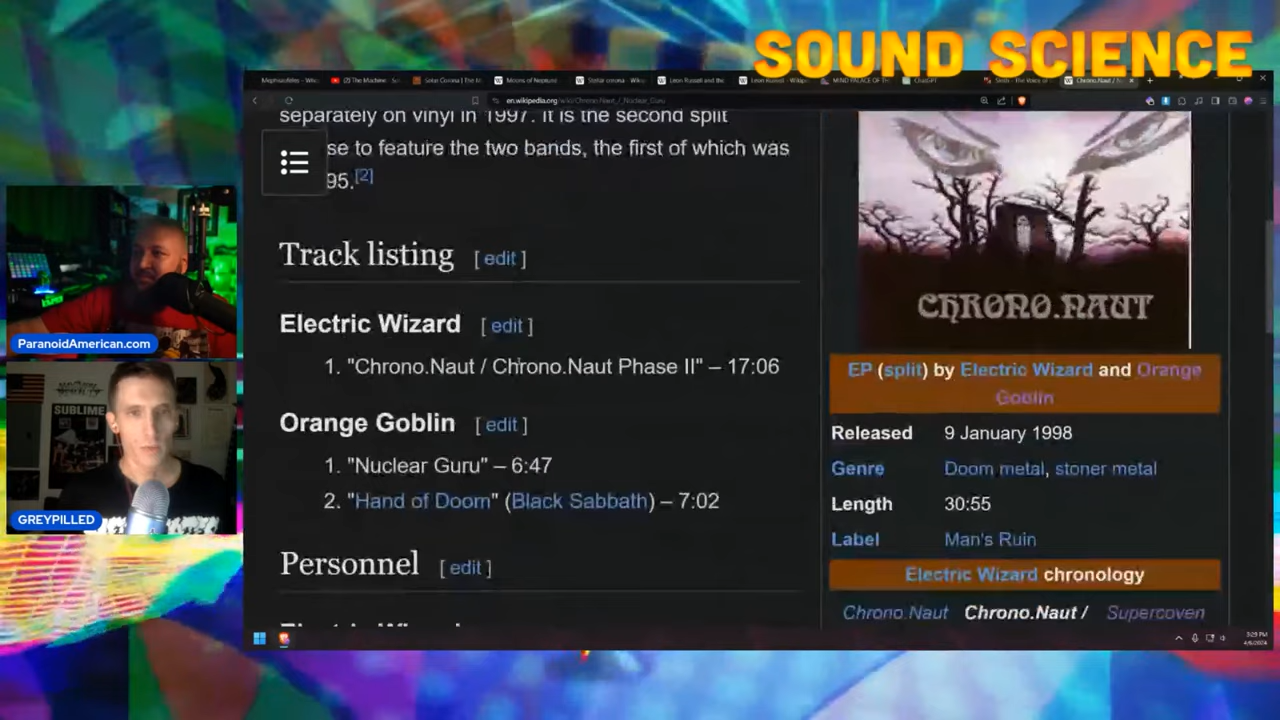 SOUND SCIENCE
en.wikipedia.org/wiki/Chrono.Naut_/_Nuclear_Guru
separately on vinyl in 1997. It is the second split
se to feature the two bands, the first of which was
95.[2]
Track listing [ edit ]
Electric Wizard [ edit ]
1. "Chrono.Naut / Chrono.Naut Phase II" – 17:06
Orange Goblin [ edit ]
1. "Nuclear Guru" – 6:47
2. "Hand of Doom" (Black Sabbath) – 7:02
Personnel [ edit ]
CHRONO.NAUT
EP (split) by Electric Wizard and Orange
Goblin
Released 9 January 1998
Genre Doom metal, stoner metal
Length 30:55
Label Man's Ruin
Electric Wizard chronology
Chrono.Naut Chrono.Naut / Supercoven
ParanoidAmerican.com
SUBLIME
GREYPILLED